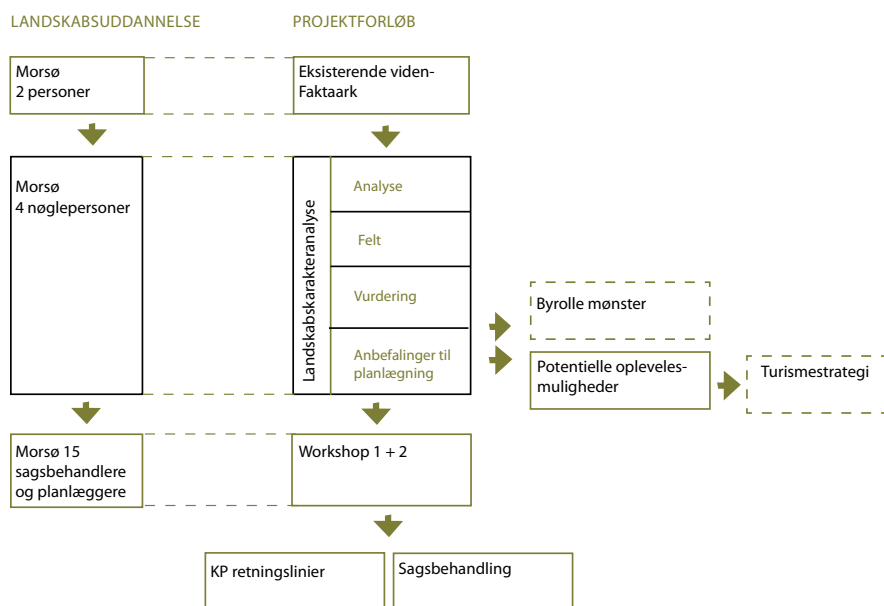 LANDSKABSUDDANNELSE
PROJEKTFORLØB
Morsø
2 personer
Eksisterende viden-
Faktaark
Morsø
4 nøglepersoner
Landskabskarakteranalyse
Analyse
Felt
Vurdering
Anbefalinger til
planlægning
Byrolle mønster
Potentielle oplevelses-
muligheder
Turismestrategi
Morsø 15
sagsbehandlere
og planlæggere
Workshop 1 + 2
KP retningslinier
Sagsbehandling